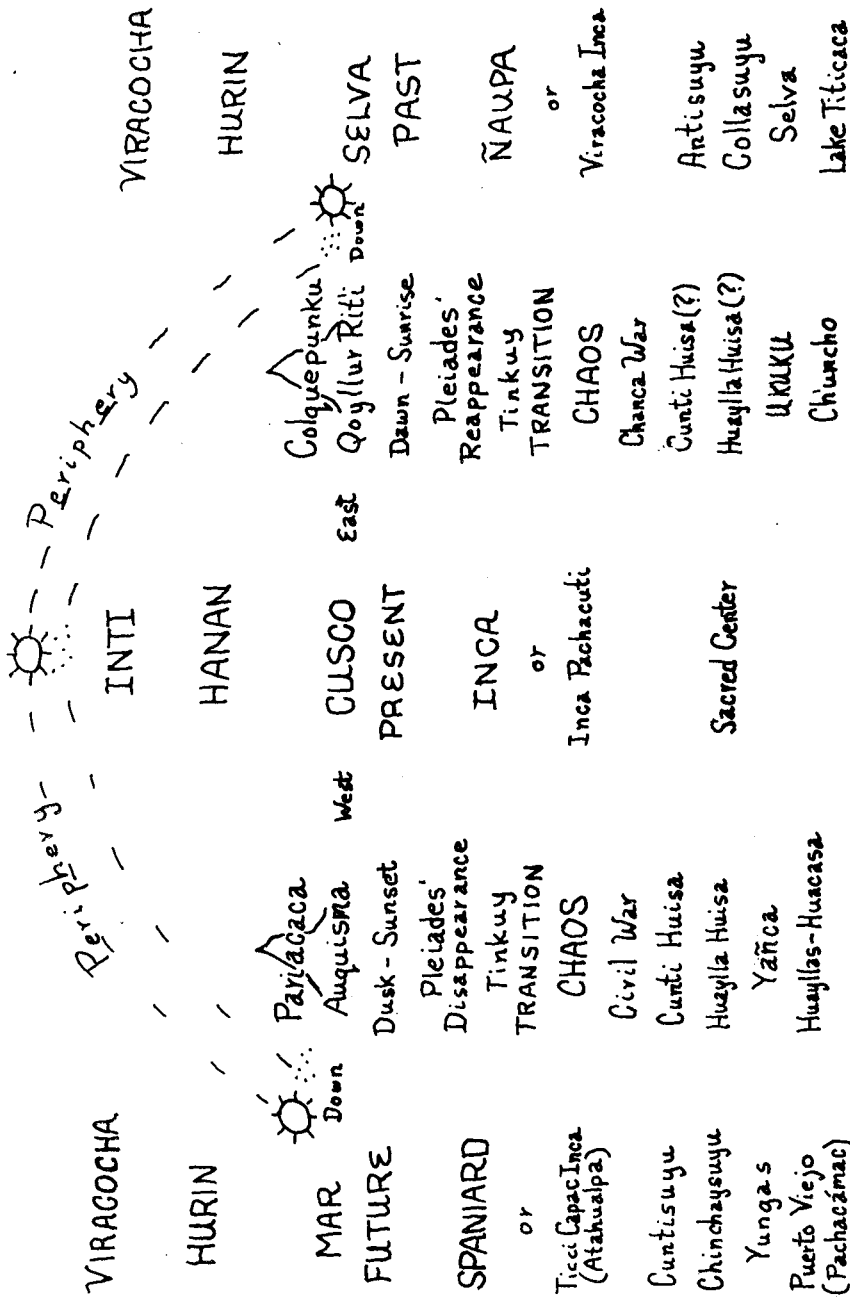 Periphery
Periphery
VIRACOCHA
HURIN
MAR
FUTURE
SPANIARD
or
Ticci Capac Inca
(Atahualpa)
Cuntisuyu
Chinchaysuyu
Yungas
Puerto Viejo
(Pachacámac)
Down
Pariacaca
Auquisma
Dusk - Sunset
Pleiades'
Disappearance
Tinkuy
TRANSITION
CHAOS
Civil War
Cunti Huisa
Huaylla Huisa
Yañca
Huayllas-Huacasa
West
INTI
HANAN
CUSCO
PRESENT
INCA
or
Inca Pachacuti
Sacred Center
East
Colquepunku
Qoyllur Rit'i
Dawn - Sunrise
Pleiades'
Reappearance
Tinkuy
TRANSITION
CHAOS
Chanca War
Cunti Huisa(?)
Huaylla Huisa(?)
Ukuku
Ch'uncho
Down
VIRACOCHA
HURIN
SELVA
PAST
ÑAUPA
or
Viracocha Inca
Antisuyu
Collasuyu
Selva
Lake Titicaca